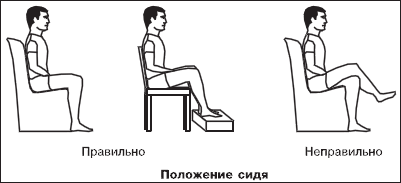 Правильно Неправильно
Положение сидя